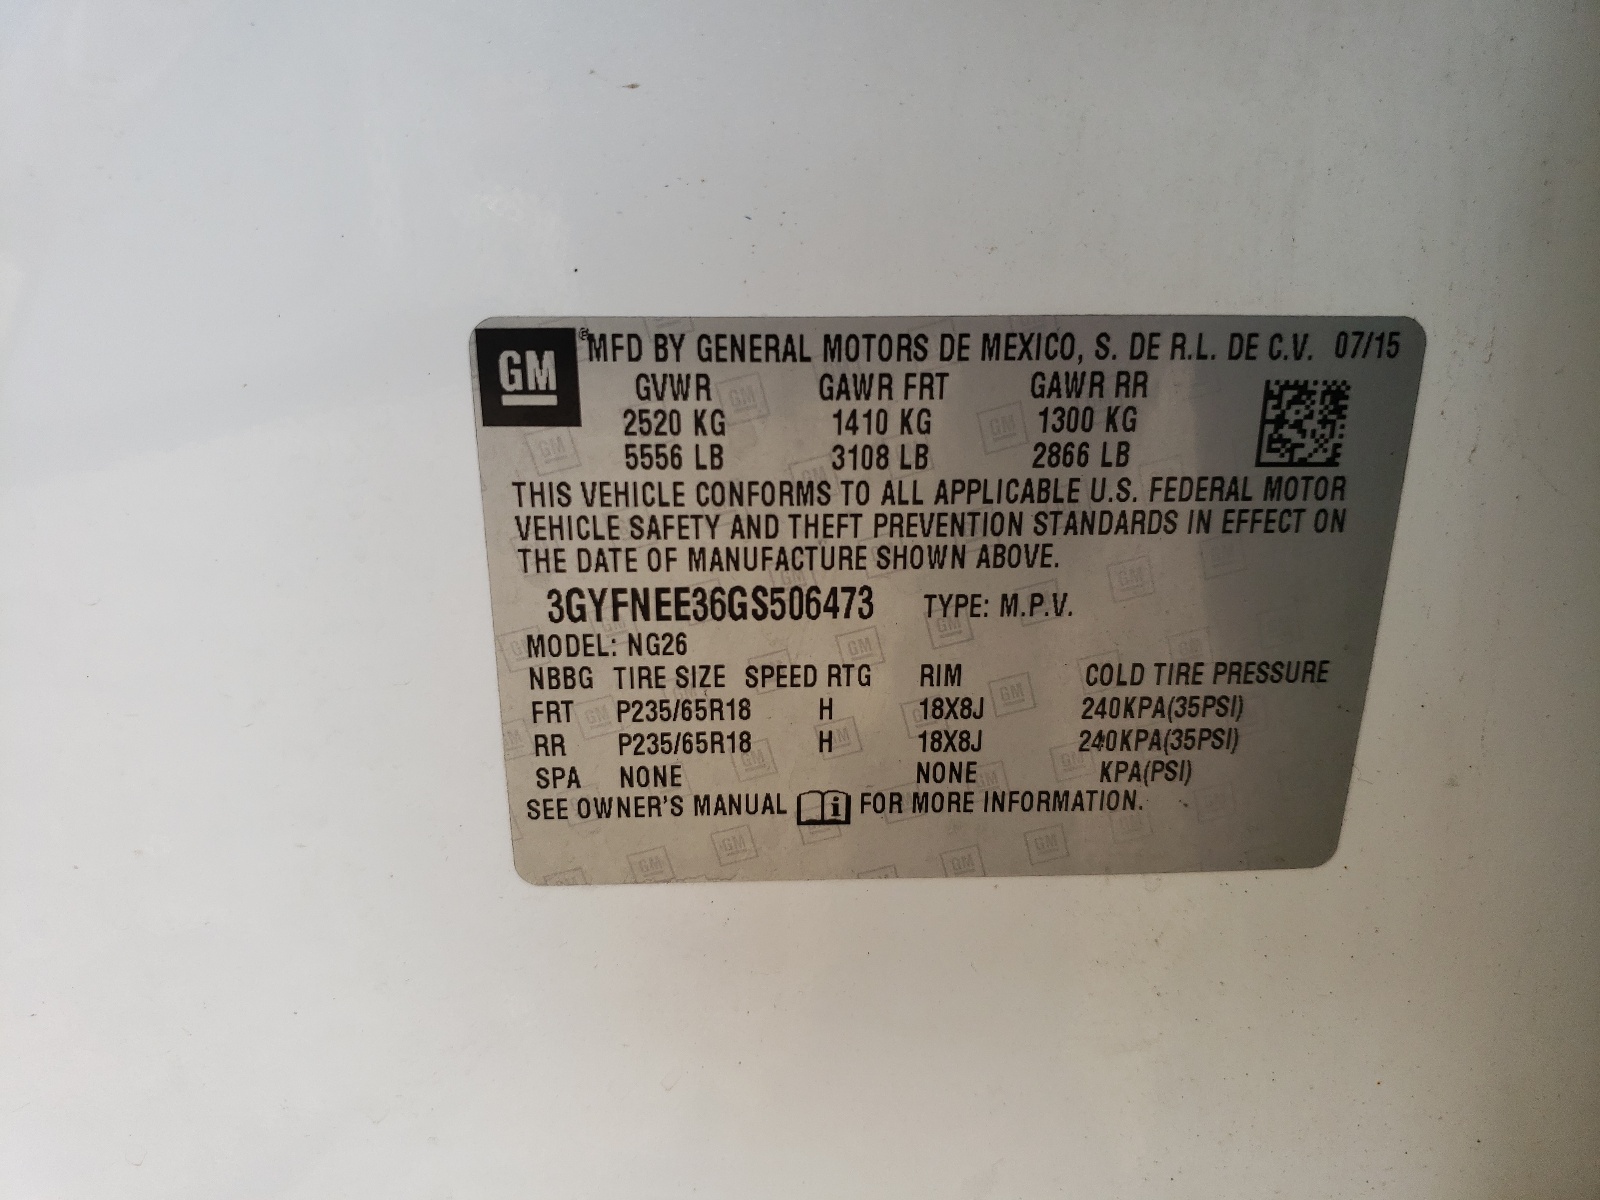 GM
® MFD BY GENERAL MOTORS DE MEXICO, S. DE R.L. DE C.V. 07/15
GVWR GAWR FRT GAWR RR
2520 KG 1410 KG 1300 KG
5556 LB 3108 LB 2866 LB
THIS VEHICLE CONFORMS TO ALL APPLICABLE U.S. FEDERAL MOTOR
VEHICLE SAFETY AND THEFT PREVENTION STANDARDS IN EFFECT ON
THE DATE OF MANUFACTURE SHOWN ABOVE.
3GYFNEE36GS506473 TYPE: M.P.V.
MODEL: NG26
NBBG TIRE SIZE SPEED RTG RIM COLD TIRE PRESSURE
FRT P235/65R18 H 18X8J 240KPA(35PSI)
RR P235/65R18 H 18X8J 240KPA(35PSI)
SPA NONE NONE KPA(PSI)
SEE OWNER'S MANUAL i FOR MORE INFORMATION.